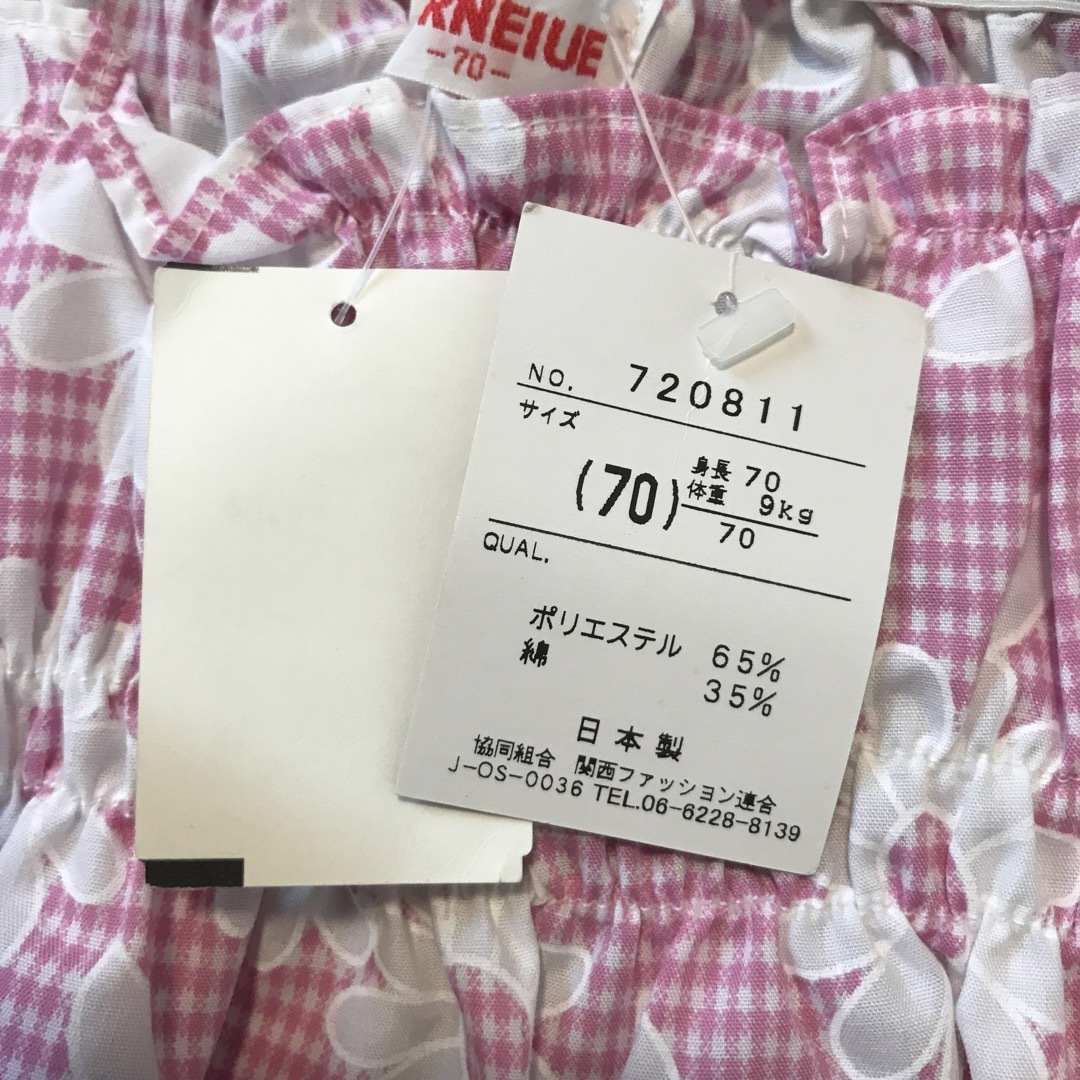 RNEIUE
-70-
NO. 720811
サイズ
(70) 身長 70
体重 9kg
70
QUAL.
ポリエステル 65%
綿 35%
日本製
協同組合 関西ファッション連合
J-OS-0036 TEL.06-6228-8139